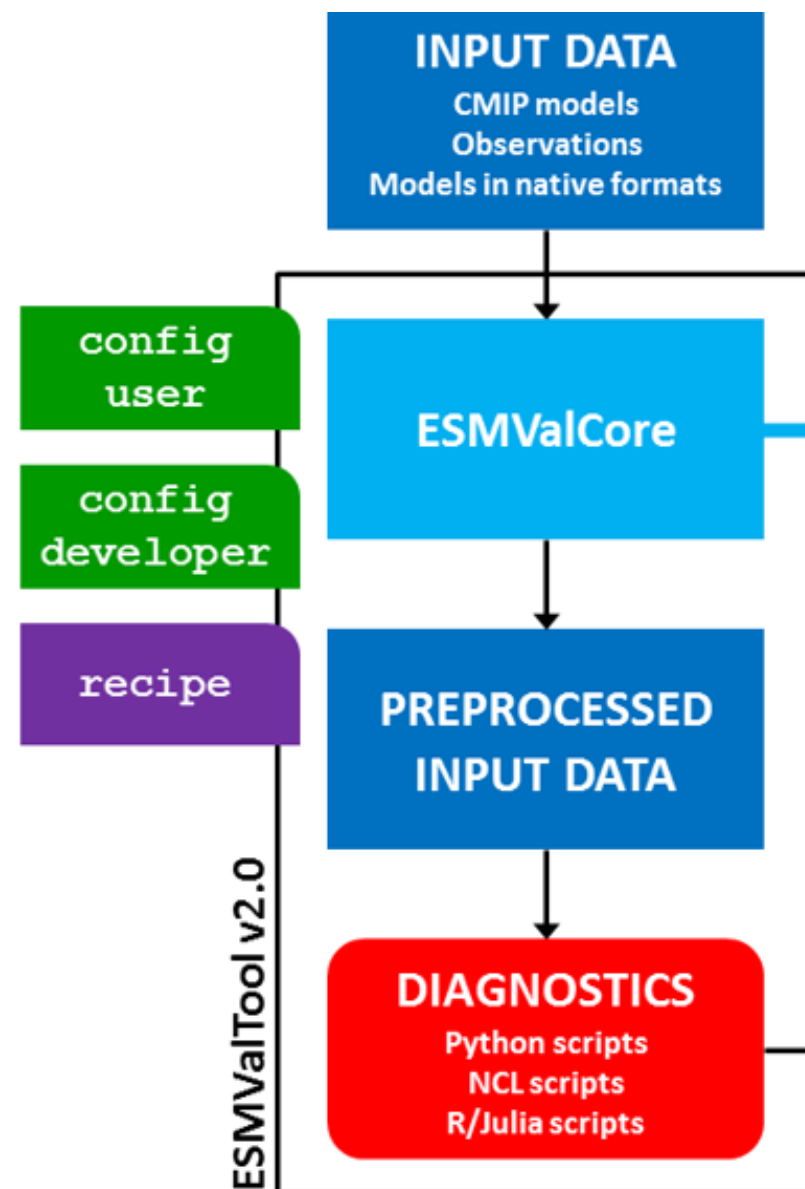 INPUT DATA
CMIP models
Observations
Models in native formats
config
user
ESMValCore
config
developer
recipe
PREPROCESSED
INPUT DATA
ESMValTool v2.0
DIAGNOSTICS
Python scripts
NCL scripts
R/Julia scripts